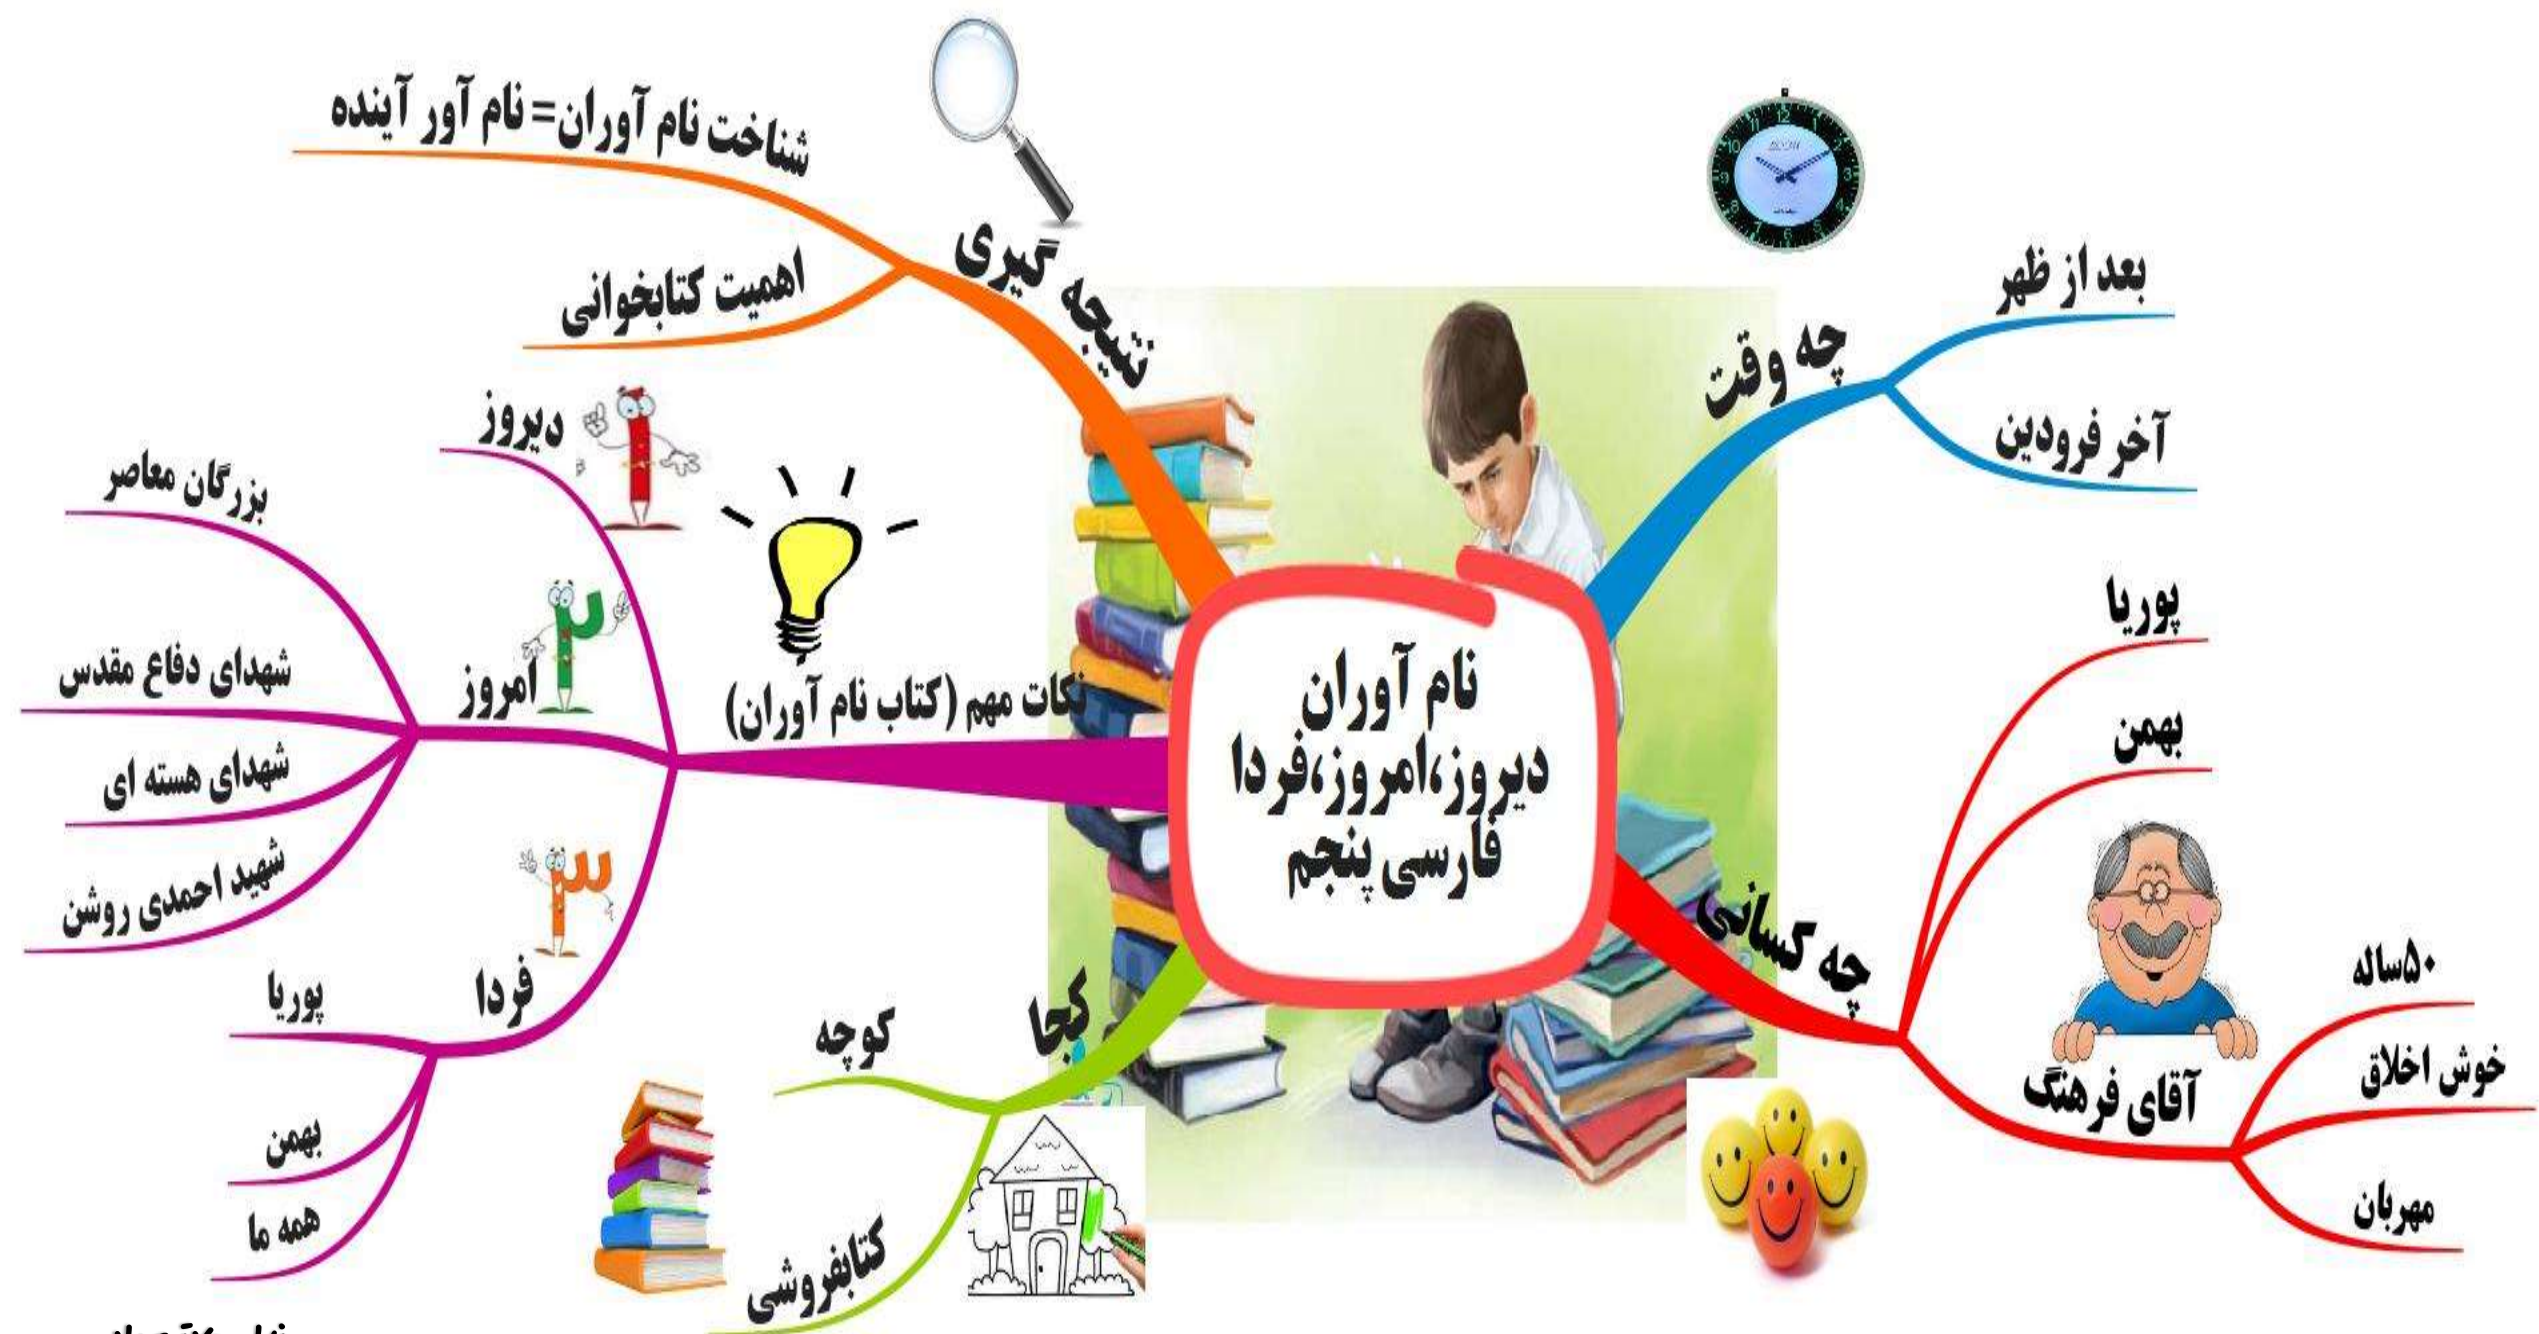 نام آوران
دیروز،امروز،فردا
فارسی پنجم
چه وقت
بعد از ظهر
آخر فرودین
چه کسانی
پوریا
بهمن
آقای فرهنگ
۵۰ساله
خوش اخلاق
مهربان
کجا
کوچه
کتابفروشی
نکات مهم (کتاب نام آوران)
دیروز
امروز
بزرگان معاصر
شهدای دفاع مقدس
شهدای هسته ای
شهید احمدی روشن
فردا
پوریا
بهمن
همه ما
نتیجه گیری
شناخت نام آوران=نام آور آینده
اهمیت کتابخوانی